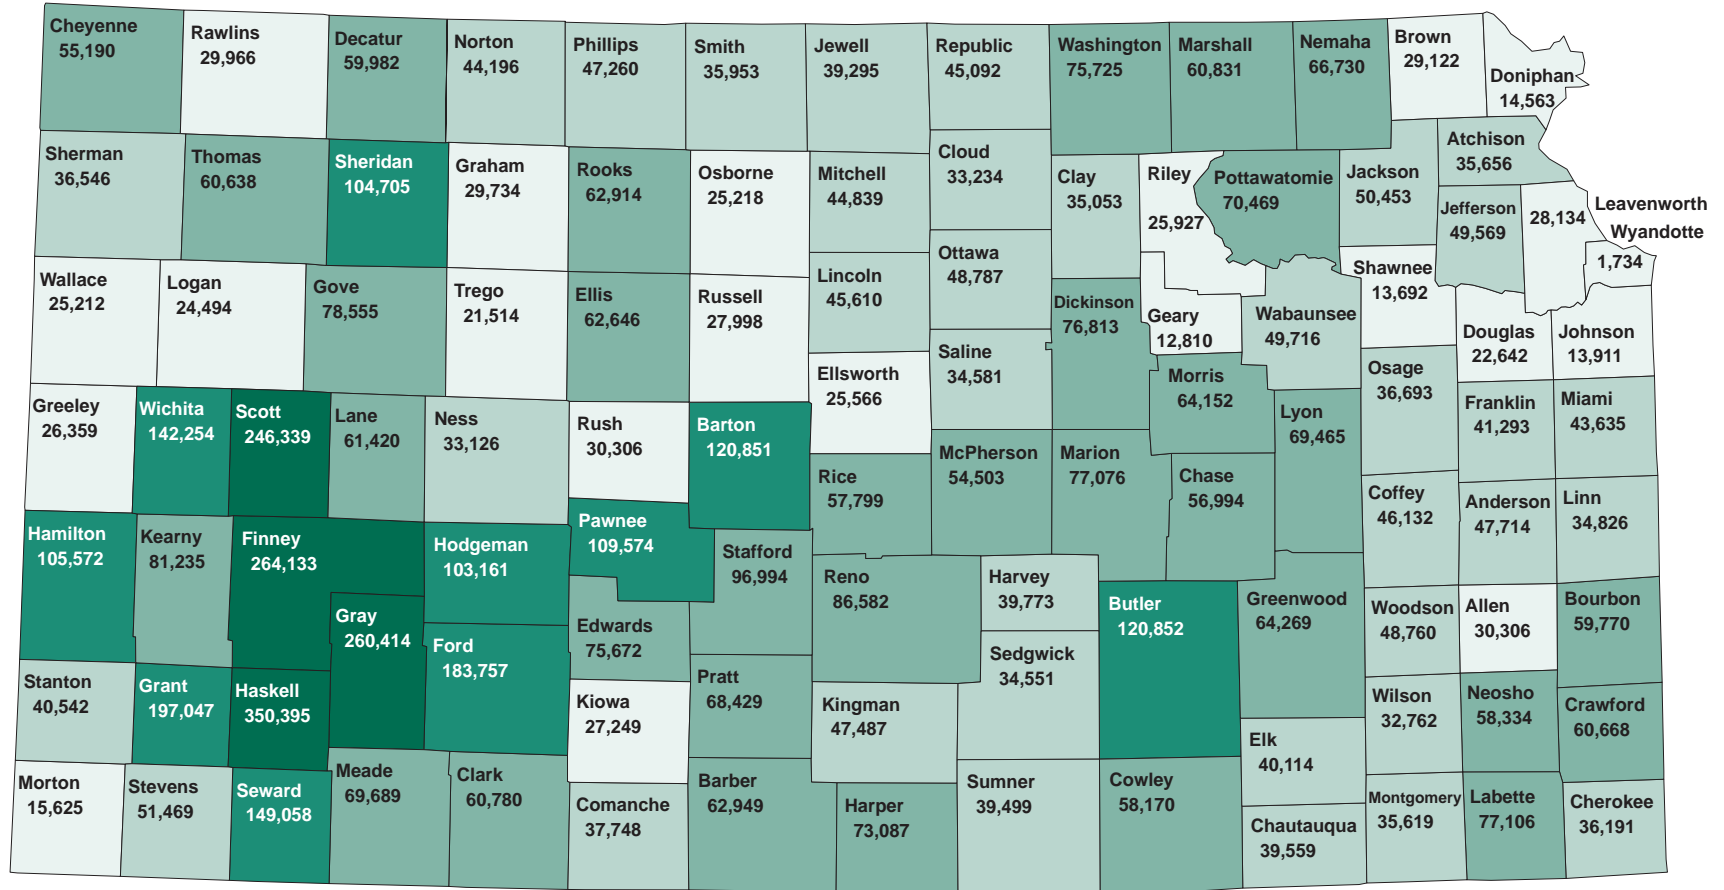 Cheyenne
55,190
Rawlins
29,966
Decatur
59,982
Norton
44,196
Phillips
47,260
Smith
35,953
Jewell
39,295
Republic
45,092
Washington
75,725
Marshall
60,831
Nemaha
66,730
Brown
29,122
Doniphan
14,563
Sherman
36,546
Thomas
60,638
Sheridan
104,705
Graham
29,734
Rooks
62,914
Osborne
25,218
Mitchell
44,839
Cloud
33,234
Clay
35,053
Riley
25,927
Pottawatomie
70,469
Jackson
50,453
Atchison
35,656
Jefferson
49,569
28,134
Leavenworth
Wyandotte
1,734
Wallace
25,212
Logan
24,494
Gove
78,555
Trego
21,514
Ellis
62,646
Russell
27,998
Lincoln
45,610
Ottawa
48,787
Dickinson
76,813
Geary
12,810
Wabaunsee
49,716
Shawnee
13,692
Douglas
22,642
Johnson
13,911
Saline
34,581
Ellsworth
25,566
Morris
64,152
Osage
36,693
Greeley
26,359
Wichita
142,254
Scott
246,339
Lane
61,420
Ness
33,126
Rush
30,306
Barton
120,851
Rice
57,799
McPherson
54,503
Marion
77,076
Chase
56,994
Lyon
69,465
Franklin
41,293
Miami
43,635
Coffey
46,132
Anderson
47,714
Linn
34,826
Hamilton
105,572
Kearny
81,235
Finney
264,133
Hodgeman
103,161
Pawnee
109,574
Stafford
96,994
Reno
86,582
Harvey
39,773
Butler
120,852
Greenwood
64,269
Woodson
48,760
Allen
30,306
Bourbon
59,770
Gray
260,414
Ford
183,757
Edwards
75,672
Sedgwick
34,551
Stanton
40,542
Grant
197,047
Haskell
350,395
Kiowa
27,249
Pratt
68,429
Kingman
47,487
Wilson
32,762
Neosho
58,334
Crawford
60,668
Elk
40,114
Morton
15,625
Stevens
51,469
Seward
149,058
Meade
69,689
Clark
60,780
Comanche
37,748
Barber
62,949
Harper
73,087
Sumner
39,499
Cowley
58,170
Chautauqua
39,559
Montgomery
35,619
Labette
77,106
Cherokee
36,191